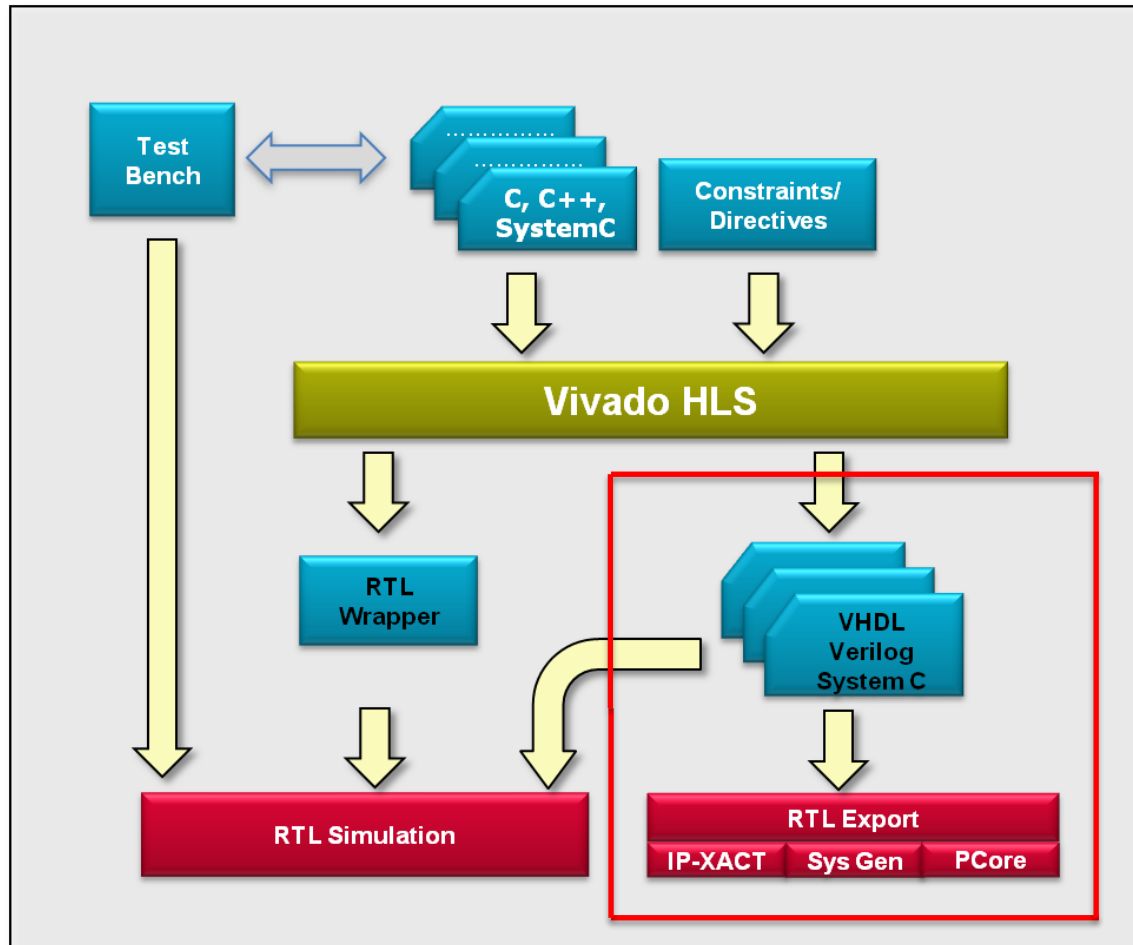 Test
Bench
……………
…………
C, C++,
SystemC
Constraints/
Directives
Vivado HLS
RTL
Wrapper
VHDL
Verilog
System C
RTL Simulation
RTL Export
IP-XACT
Sys Gen
PCore